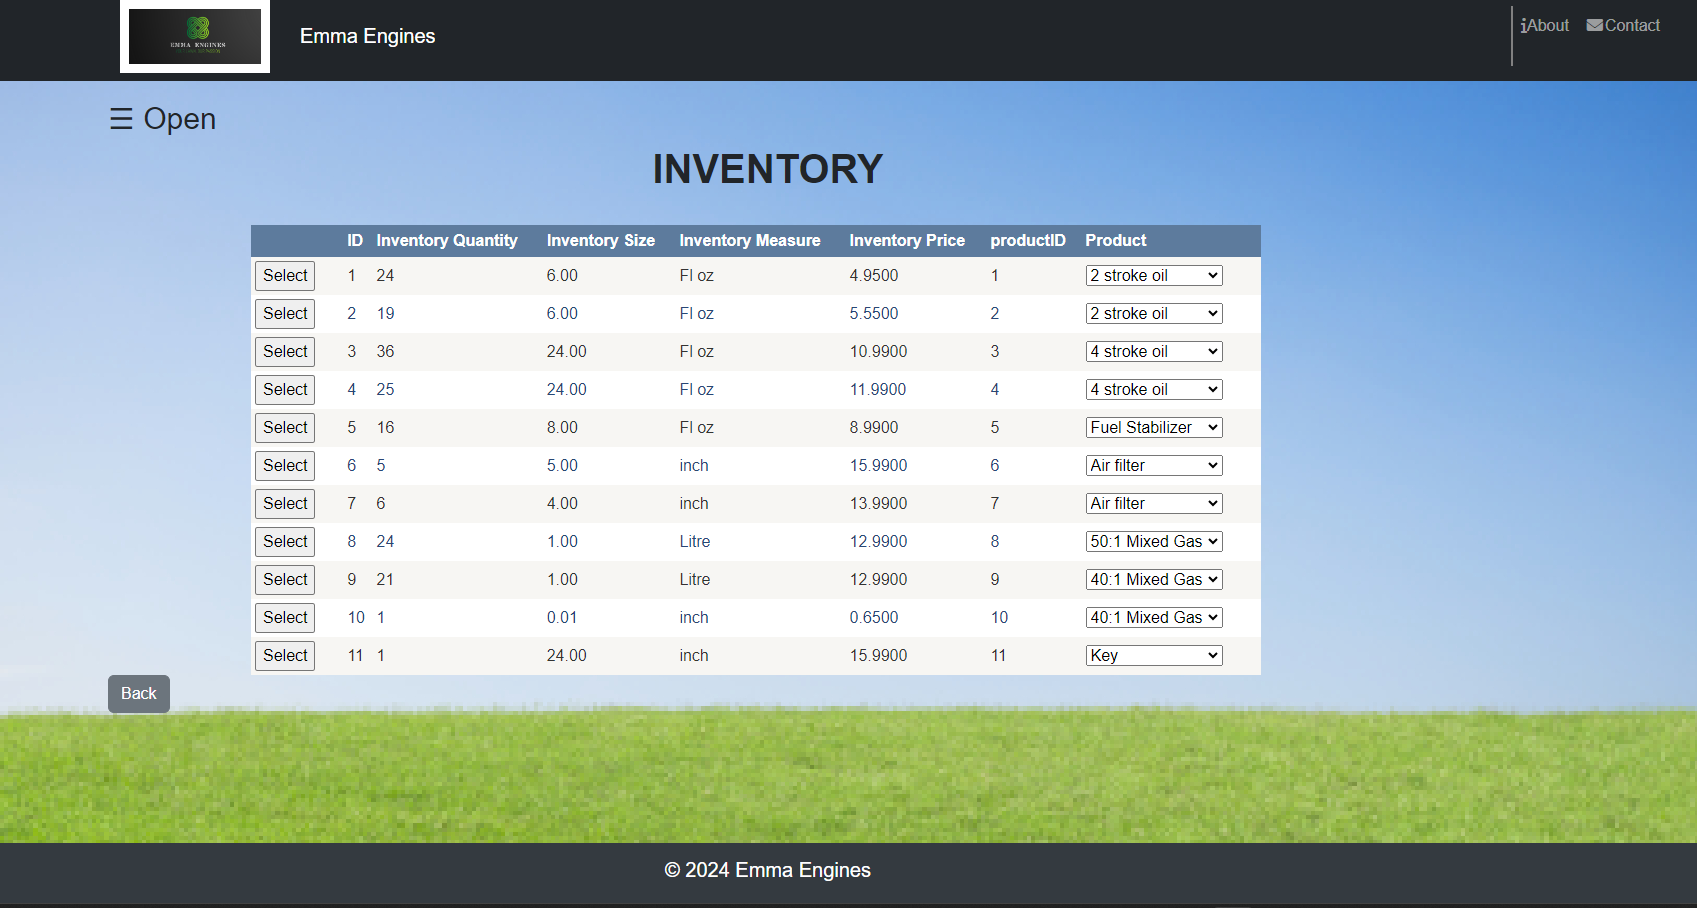 EMMA ENGINES
Emma Engines
About
Contact
☰ Open
INVENTORY
ID Inventory Quantity Inventory Size Inventory Measure Inventory Price productID Product
Select 1 24 6.00 Fl oz 4.9500 1 2 stroke oil
Select 2 19 6.00 Fl oz 5.5500 2 2 stroke oil
Select 3 36 24.00 Fl oz 10.9900 3 4 stroke oil
Select 4 25 24.00 Fl oz 11.9900 4 4 stroke oil
Select 5 16 8.00 Fl oz 8.9900 5 Fuel Stabilizer
Select 6 5 5.00 inch 15.9900 6 Air filter
Select 7 6 4.00 inch 13.9900 7 Air filter
Select 8 24 1.00 Litre 12.9900 8 50:1 Mixed Gas
Select 9 21 1.00 Litre 12.9900 9 40:1 Mixed Gas
Select 10 1 0.01 inch 0.6500 10 40:1 Mixed Gas
Select 11 1 24.00 inch 15.9900 11 Key
Back
© 2024 Emma Engines